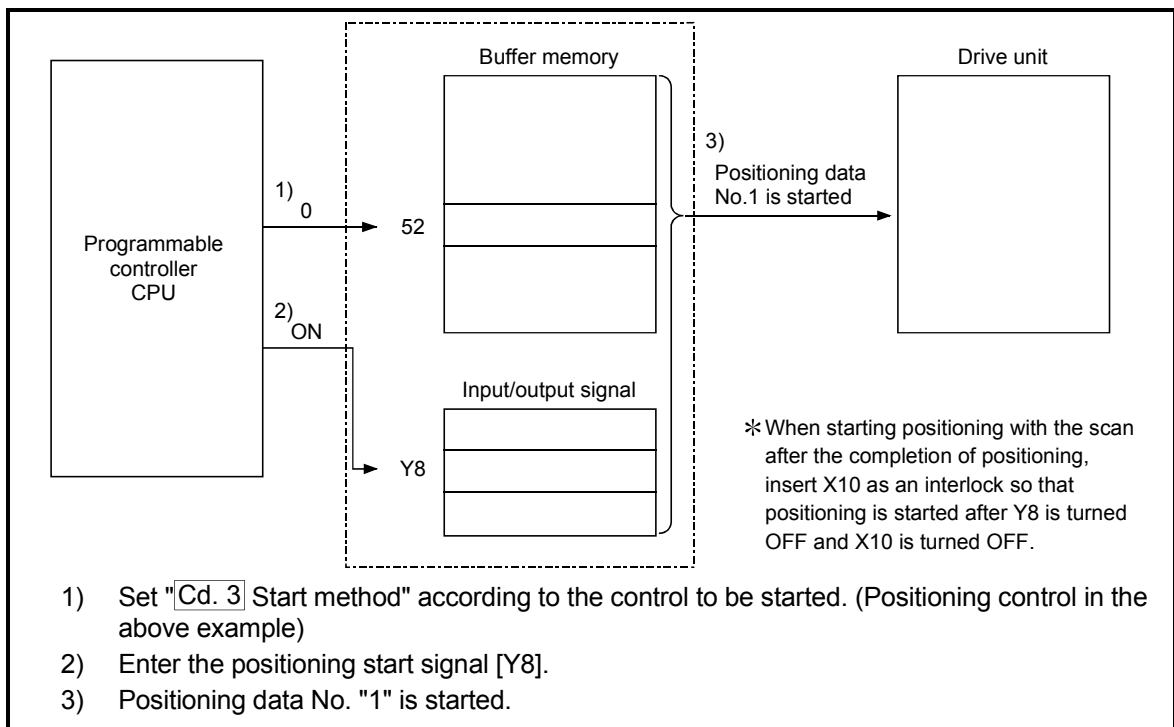 Buffer memory
Drive unit
Programmable
controller
CPU
1)
0
52
2)
ON
3)
Positioning data
No.1 is started
Input/output signal
Y8
＊When starting positioning with the scan
after the completion of positioning,
insert X10 as an interlock so that
positioning is started after Y8 is turned
OFF and X10 is turned OFF.
1) Set "Cd. 3 Start method" according to the control to be started. (Positioning control in the
above example)
2) Enter the positioning start signal [Y8].
3) Positioning data No. "1" is started.